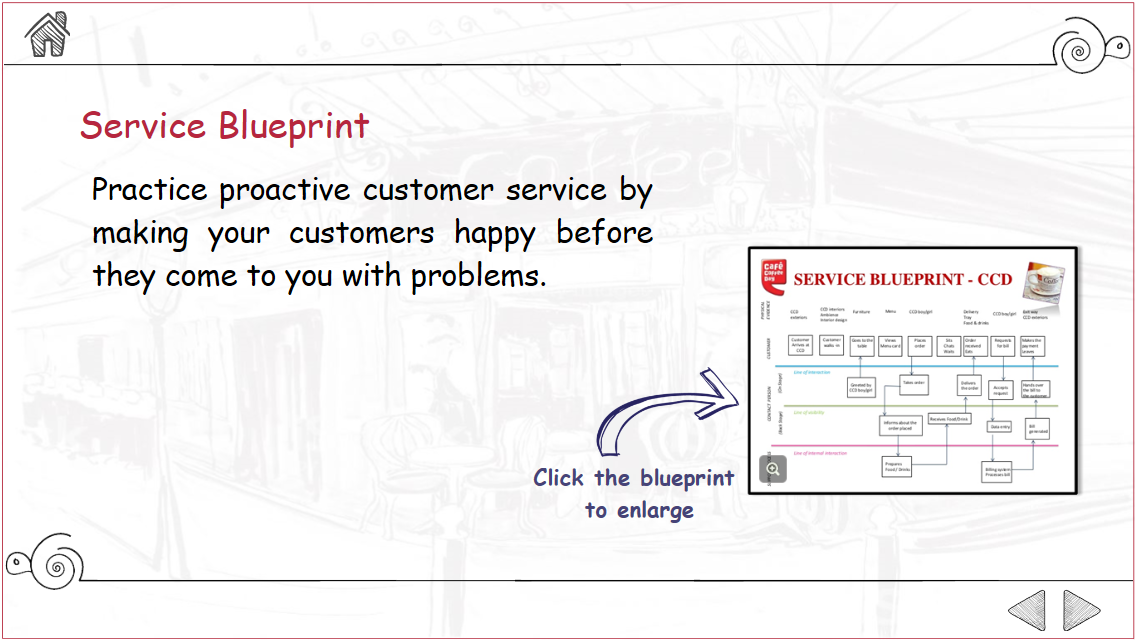 Service Blueprint
Practice proactive customer service by
making your customers happy before
they come to you with problems.
Café
Coffee
Day
SERVICE BLUEPRINT - CCD
CCD
exteriors
CCD interiors
Ambience
Interior design
Furniture
Menu
CCD boy/girl
Delivery
Tray
Food & drinks
CCD boy/girl
CCD exteriors
CUSTOMER
Customer
Arrives at
CCD
Customer
walks in
Goes to the
table
Views
Menu card
Places
order
Sits
Chats
Waits
Order
received
Eats
Requests
for bill
Makes the
payment
Leaves
Line of interaction
(On Stage)
Greeted by
CCD boy/girl
Takes order
Delivers
the order
Accepts
request
Hands over
the bill to
the customer
CONTACT PERSON
Line of visibility
(Back Stage)
Informs about the
order placed
Receives Food/Drink
Data entry
Bill
generated
Line of internal interaction
Prepares
Food/ Drinks
Billing system
Processes bill
Click the blueprint
to enlarge